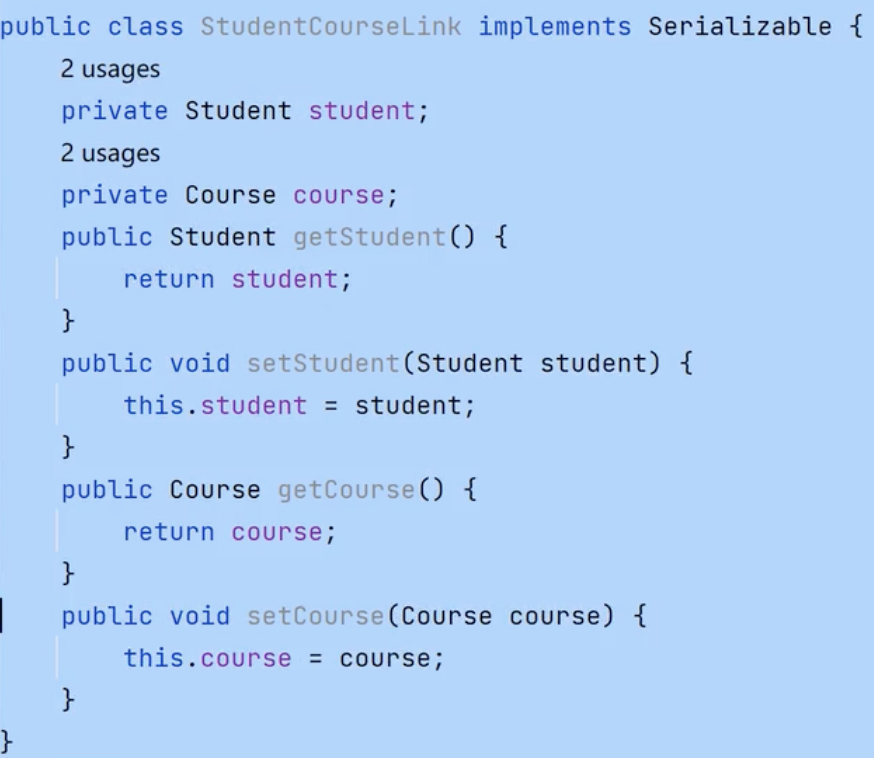 public class StudentCourseLink implements Serializable {
2 usages
private Student student;
2 usages
private Course course;
public Student getStudent() {
return student;
}
public void setStudent(Student student) {
this.student = student;
}
public Course getCourse() {
return course;
}
public void setCourse(Course course) {
this.course = course;
}
}